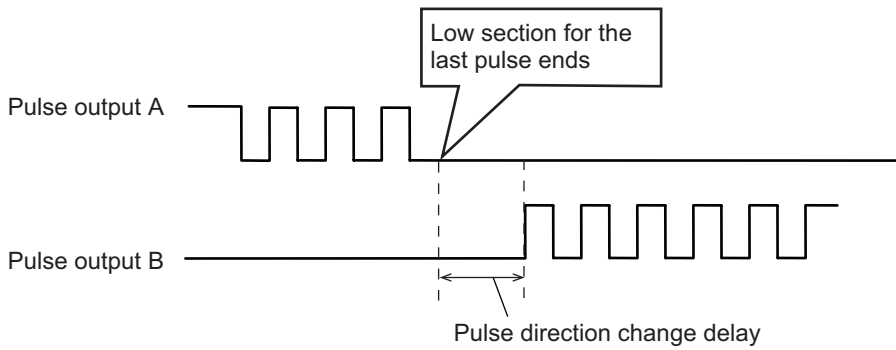 Low section for the
last pulse ends
Pulse output A
Pulse output B
Pulse direction change delay